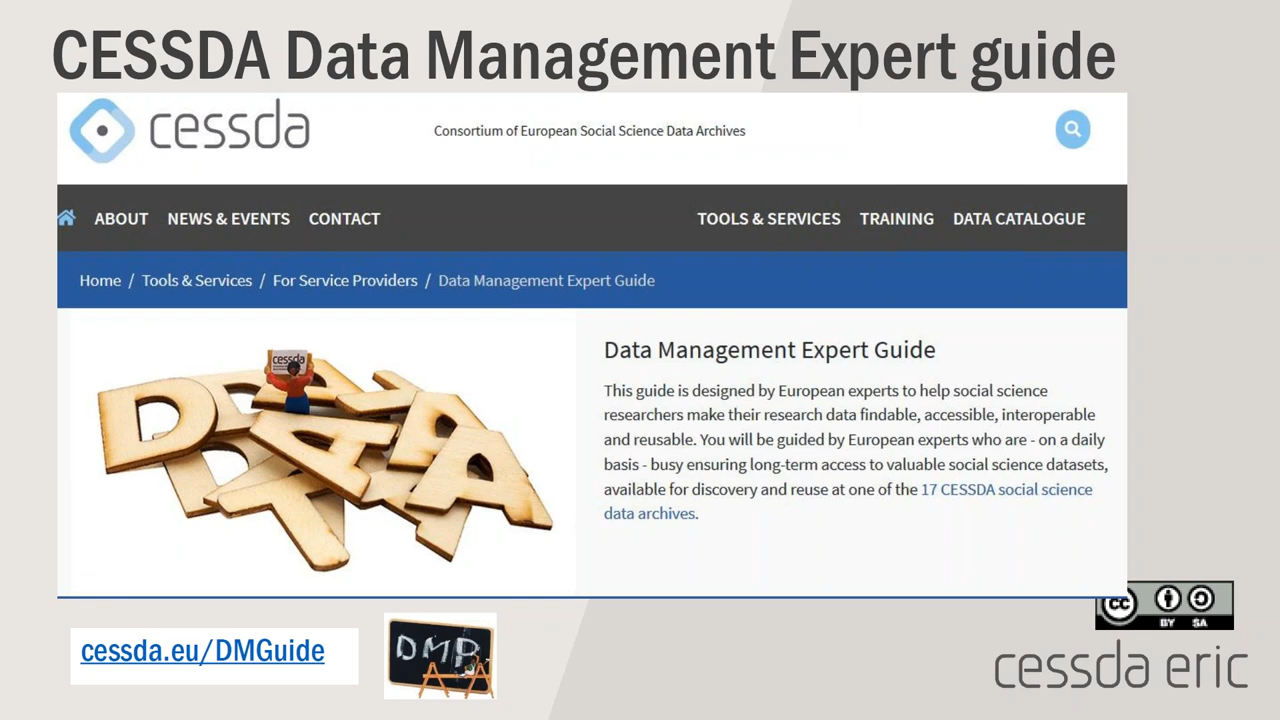 CESSDA Data Management Expert guide
cessda
Consortium of European Social Science Data Archives
ABOUT NEWS & EVENTS CONTACT TOOLS & SERVICES TRAINING DATA CATALOGUE
Home / Tools & Services / For Service Providers / Data Management Expert Guide
cessda
D
A
T
A
A
Data Management Expert Guide
This guide is designed by European experts to help social science
researchers make their research data findable, accessible, interoperable
and reusable. You will be guided by European experts who are - on a daily
basis - busy ensuring long-term access to valuable social science datasets,
available for discovery and reuse at one of the 17 CESSDA social science
data archives.
cessda.eu/DMGuide
DMP
cc
BY SA
cessda eric